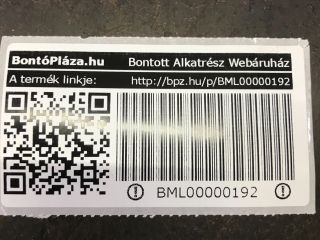 BontóPláza.hu Bontott Alkatrész Webáruház
A termék linkje: http://bpz.hu/p/BML00000192
BML00000192